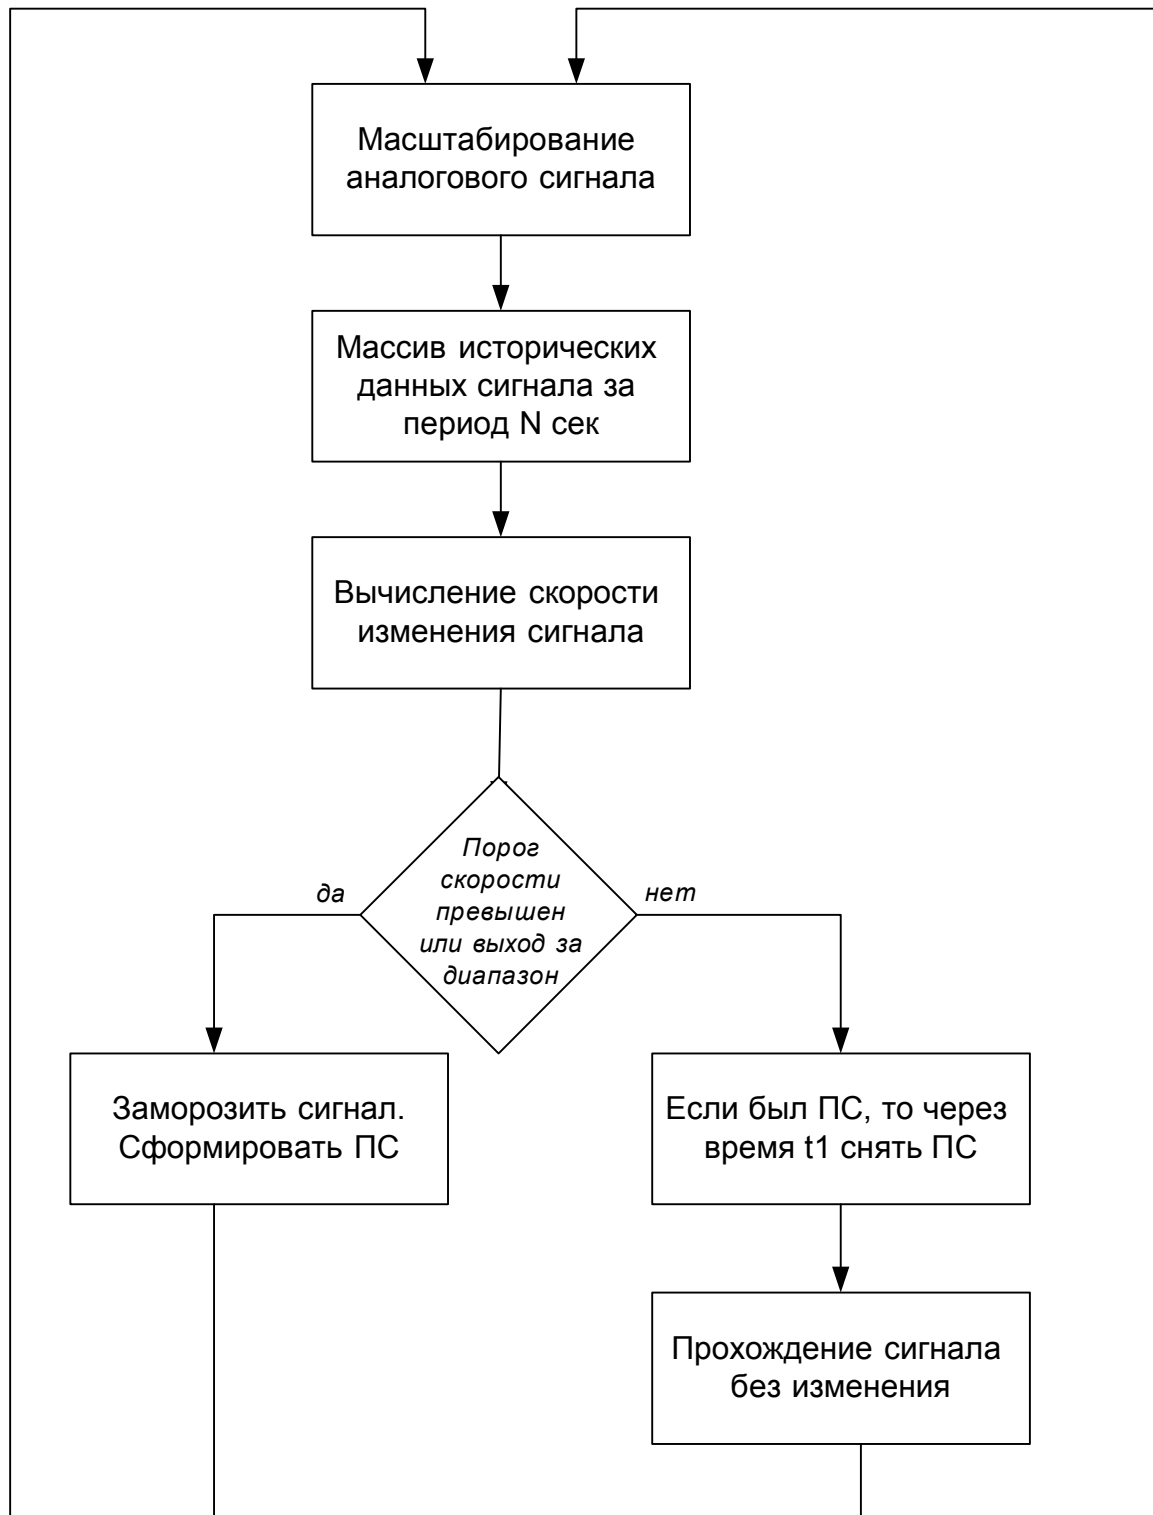 Масштабирование
аналогового сигнала
Массив исторических
данных сигнала за
период N сек
Вычисление скорости
изменения сигнала
Порог
скорости
превышен
или выход за
диапазон
да
нет
Заморозить сигнал.
Сформировать ПС
Если был ПС, то через
время t1 снять ПС
Прохождение сигнала
без изменения